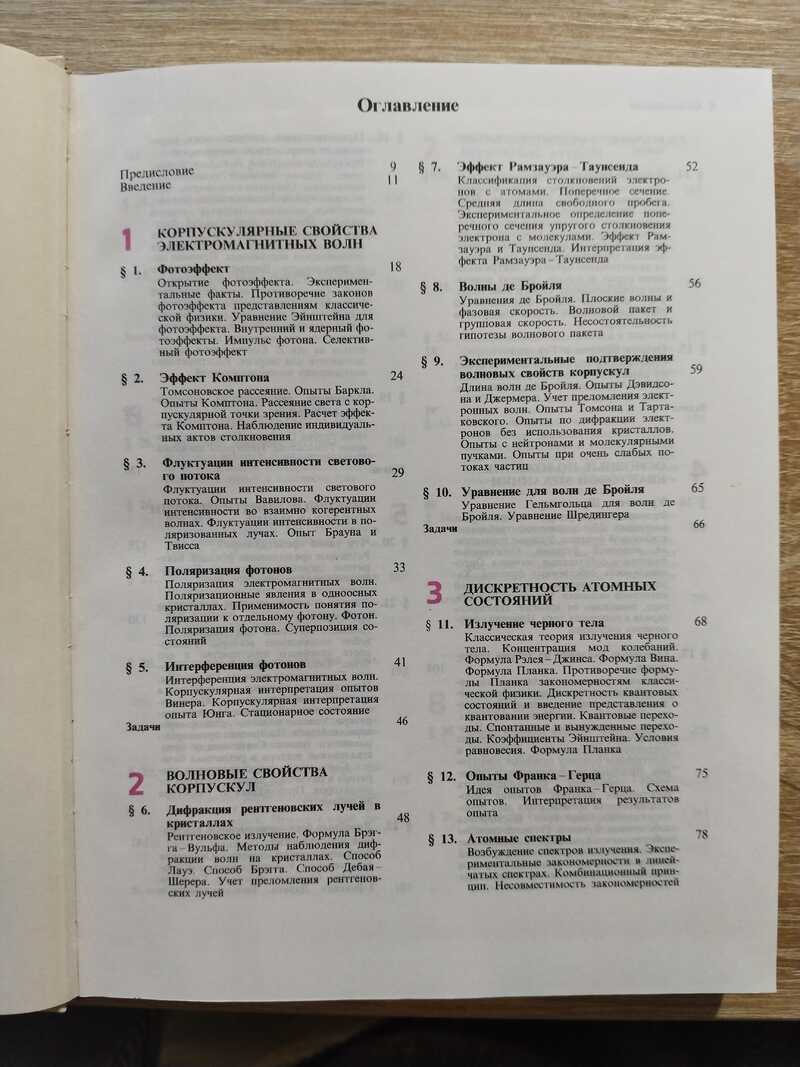 Оглавление
Предисловие 9
Введение 11
1 КОРПУСКУЛЯРНЫЕ СВОЙСТВА
ЭЛЕКТРОМАГНИТНЫХ ВОЛН
§ 1. Фотоэффект 18
Открытие фотоэффекта. Эксперимен-
тальные факты. Противоречие законов
фотоэффекта представлениям классиче-
ской физики. Уравнение Эйнштейна для
фотоэффекта. Внутренний и ядерный фо-
тоэффекты. Импульс фотона. Селектив-
ный фотоэффект
§ 2. Эффект Комптона 24
Томсоновское рассеяние. Опыты Баркла.
Опыты Комптона. Рассеяние света с кор-
пускулярной точки зрения. Расчет эффек-
та Комптона. Наблюдение индивидуаль-
ных актов столкновения
§ 3. Флуктуации интенсивности светово-
го потока 29
Флуктуации интенсивности светового
потока. Опыты Вавилова. Флуктуации
интенсивности во взаимно когерентных
волнах. Флуктуации интенсивности в по-
ляризованных лучах. Опыт Брауна и
Твисса
§ 4. Поляризация фотонов 33
Поляризация электромагнитных волн.
Поляризационные явления в одноосных
кристаллах. Применимость понятия по-
ляризации к отдельному фотону. Фотон.
Поляризация фотона. Суперпозиция со-
стояний
§ 5. Интерференция фотонов 41
Интерференция электромагнитных волн.
Корпускулярная интерпретация опытов
Винера. Корпускулярная интерпретация
опыта Юнга. Стационарное состояние
Задачи 46
2 ВОЛНОВЫЕ СВОЙСТВА
КОРПУСКУЛ
§ 6. Дифракция рентгеновских лучей в
кристаллах 48
Рентгеновское излучение. Формула Брэг-
га–Вульфа. Методы наблюдения диф-
ракции волн на кристаллах. Способ
Лауэ. Способ Брэгга. Способ Дебая–
Шерера. Учет преломления рентгенов-
ских лучей
§ 7. Эффект Рамзауэра–Таунсенда 52
Классификация столкновений электро-
нов с атомами. Поперечное сечение.
Средняя длина свободного пробега.
Экспериментальное определение попе-
речного сечения упругого столкновения
электрона с молекулами. Эффект Рам-
зауэра и Таунсенда. Интерпретация эф-
фекта Рамзауэра–Таунсенда
§ 8. Волны де Бройля 56
Уравнения де Бройля. Плоские волны и
фазовая скорость. Волновой пакет и
групповая скорость. Несостоятельность
гипотезы волнового пакета
§ 9. Экспериментальные подтверждения
волновых свойств корпускул 59
Длина волн де Бройля. Опыты Дэвидсо-
на и Джермера. Учет преломления элект-
ронных волн. Опыты Томсона и Тарта-
ковского. Опыты по дифракции элект-
ронов без использования кристаллов.
Опыты с нейтронами и молекулярными
пучками. Опыты при очень слабых по-
токах частиц
§ 10. Уравнение для волн де Бройля 65
Уравнение Гельмгольца для волн де
Бройля. Уравнение Шредингера
Задачи 66
3 ДИСКРЕТНОСТЬ АТОМНЫХ
СОСТОЯНИЙ
§ 11. Излучение черного тела 68
Классическая теория излучения черного
тела. Концентрация мод колебаний.
Формула Рэлея–Джинса. Формула Вина.
Формула Планка. Противоречие форму-
лы Планка закономерностям класси-
ческой физики. Дискретность квантовых
состояний и введение представления о
квантовании энергии. Квантовые перехо-
ды. Спонтанные и вынужденные перехо-
ды. Коэффициенты Эйнштейна. Условия
равновесия. Формула Планка
§ 12. Опыты Франка–Герца 75
Идея опытов Франка–Герца. Схема
опытов. Интерпретация результатов
опыта
§ 13. Атомные спектры 78
Возбуждение спектров излучения. Экспе-
риментальные закономерности в линей-
чатых спектрах. Комбинационный прин-
цип. Несовместимость закономерностей